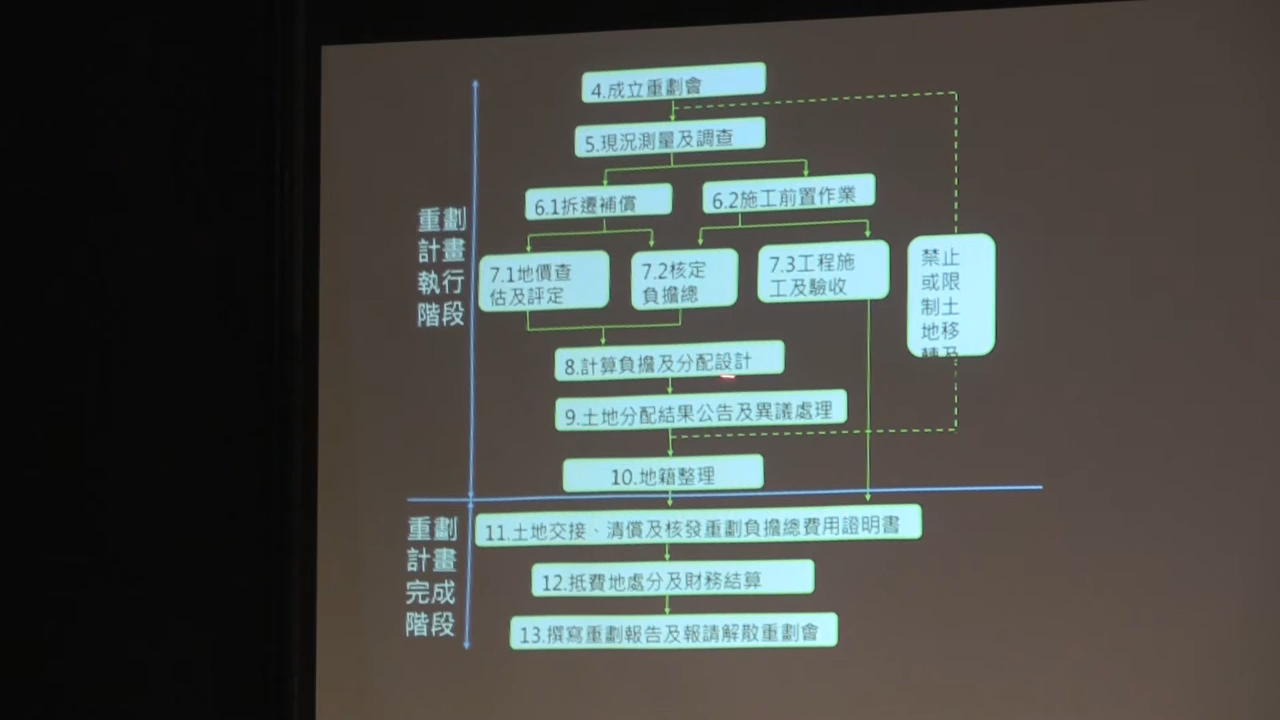 4.成立重劃會
5.現況測量及調查
6.1拆遷補償
6.2施工前置作業
重劃
計畫
執行
階段
7.1地價查
估及評定
7.2核定
負擔總
7.3工程施
工及驗收
禁止
或限
制土
地移
轉及
8.計算負擔及分配設計
9.土地分配結果公告及異議處理
10.地籍整理
重劃
計畫
完成
階段
11.土地交接、清償及核發重劃負擔總費用證明書
12.抵費地處分及財務結算
13.撰寫重劃報告及報請解散重劃會